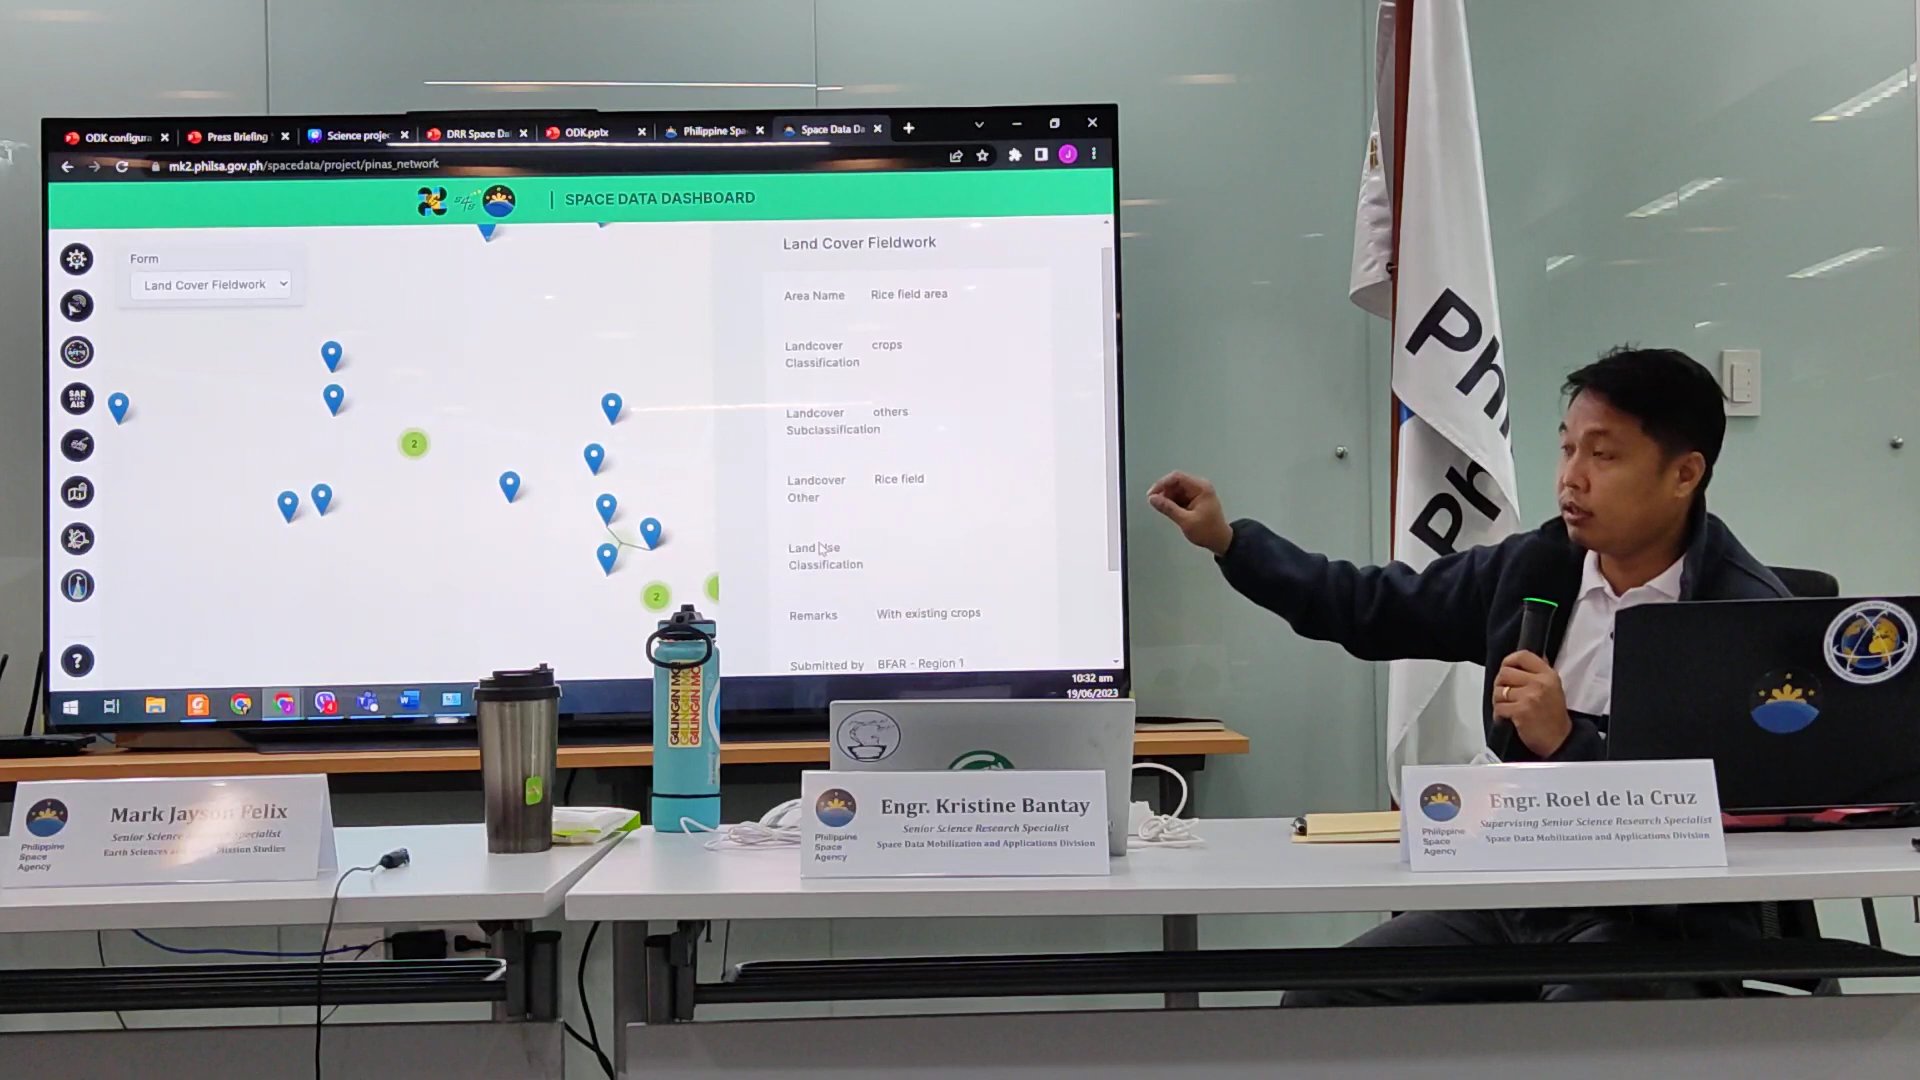 ODK configura
Press Briefing
Science projec
DRR Space Da
ODK.pptx
Philippine Spa
Space Data Da
mk2.philsa.gov.ph/spacedata/project/pinas_network
J
SPACE DATA DASHBOARD
Form
Land Cover Fieldwork
SAR
AIS
2
2
?
Land Cover Fieldwork
Area Name Rice field area
Landcover Classification crops
Landcover Subclassification others
Landcover Other Rice field
Land Use Classification
Remarks With existing crops
Submitted by BFAR - Region 1
10:32 am
19/06/2023
Phi
Ph
Philippine
Space
Agency
Mark Jayson Felix
Senior Science Specialist
Earth Sciences Mission Studies
Philippine
Space
Agency
Engr. Kristine Bantay
Senior Science Research Specialist
Space Data Mobilization and Applications Division
Philippine
Space
Agency
Engr. Roel de la Cruz
Supervising Senior Science Research Specialist
Space Data Mobilization and Applications Division